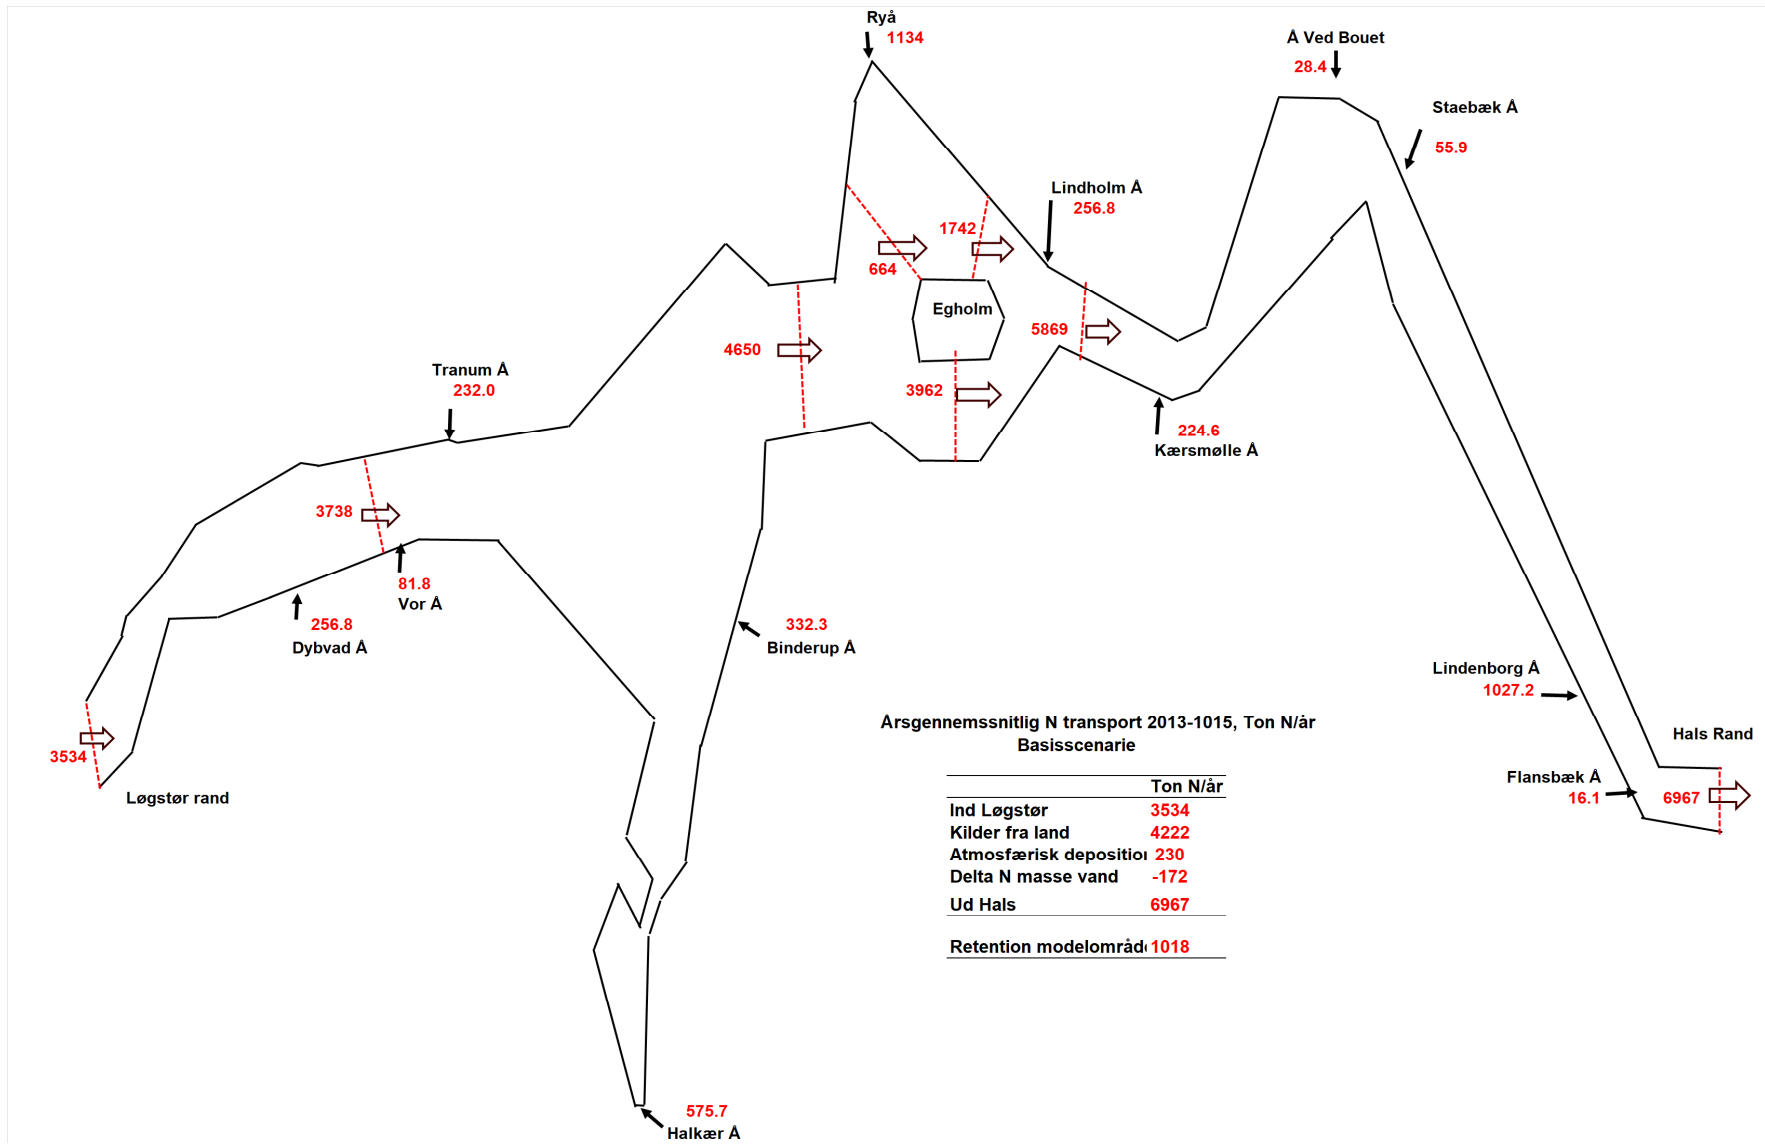 Ryå
1134
Å Ved Bouet
28.4
Staebæk Å
55.9
Lindholm Å
256.8
1742
664
Egholm
5869
4650
3962
Tranum Å
232.0
224.6
Kærsmølle Å
3738
81.8
Vor Å
256.8
Dybvad Å
332.3
Binderup Å
Lindenborg Å
1027.2
3534
Løgstør rand
Årsgennemssnitlig N transport 2013-1015, Ton N/år
Basisscenarie
Hals Rand
Flansbæk Å
16.1
6967
Ton N/år
Ind Løgstør 3534
Kilder fra land 4222
Atmosfærisk deposition 230
Delta N masse vand -172
Ud Hals 6967
Retention modelområd 1018
575.7
Halkær Å